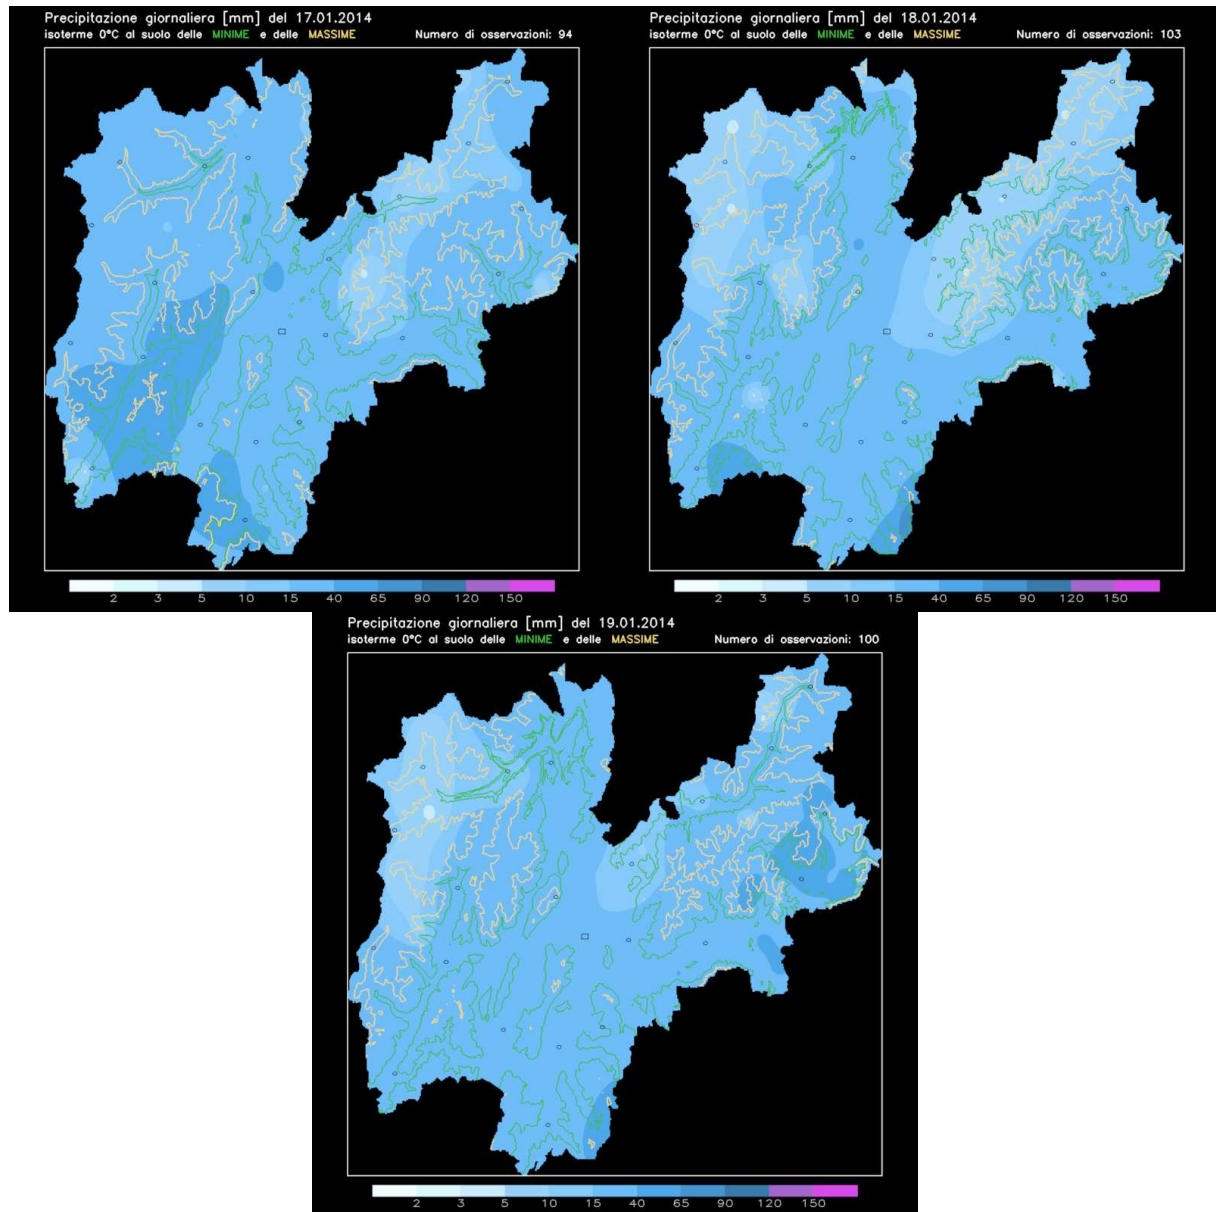 Precipitazione giornaliera [mm] del 17.01.2014
isoterme 0°C al suolo delle MINIME e delle MASSIME Numero di osservazioni: 94
2 3 5 10 15 40 65 90 120 150
Precipitazione giornaliera [mm] del 18.01.2014
isoterme 0°C al suolo delle MINIME e delle MASSIME Numero di osservazioni: 103
2 3 5 10 15 40 65 90 120 150
Precipitazione giornaliera [mm] del 19.01.2014
isoterme 0°C al suolo delle MINIME e delle MASSIME Numero di osservazioni: 100
2 3 5 10 15 40 65 90 120 150